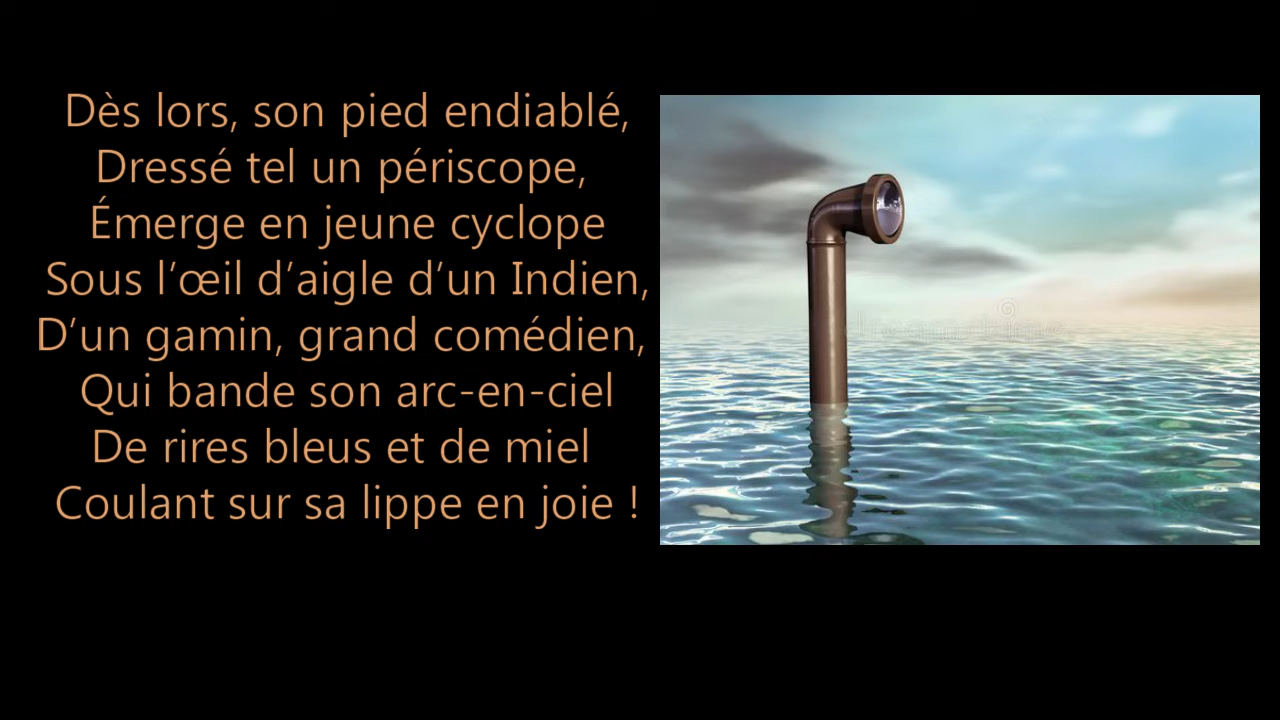 Dès lors, son pied endiablé,
Dressé tel un périscope,
Émerge en jeune cyclope
Sous l’œil d’aigle d’un Indien,
D’un gamin, grand comédien,
Qui bande son arc-en-ciel
De rires bleus et de miel
Coulant sur sa lippe en joie !